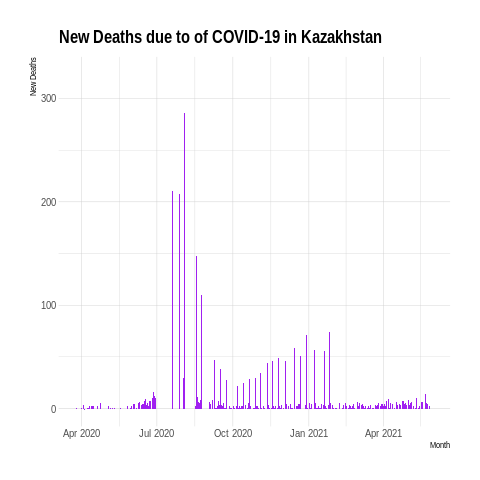 New Deaths due to of COVID-19 in Kazakhstan
New Deaths
300
200
100
0
Apr 2020 Jul 2020 Oct 2020 Jan 2021 Apr 2021
Month